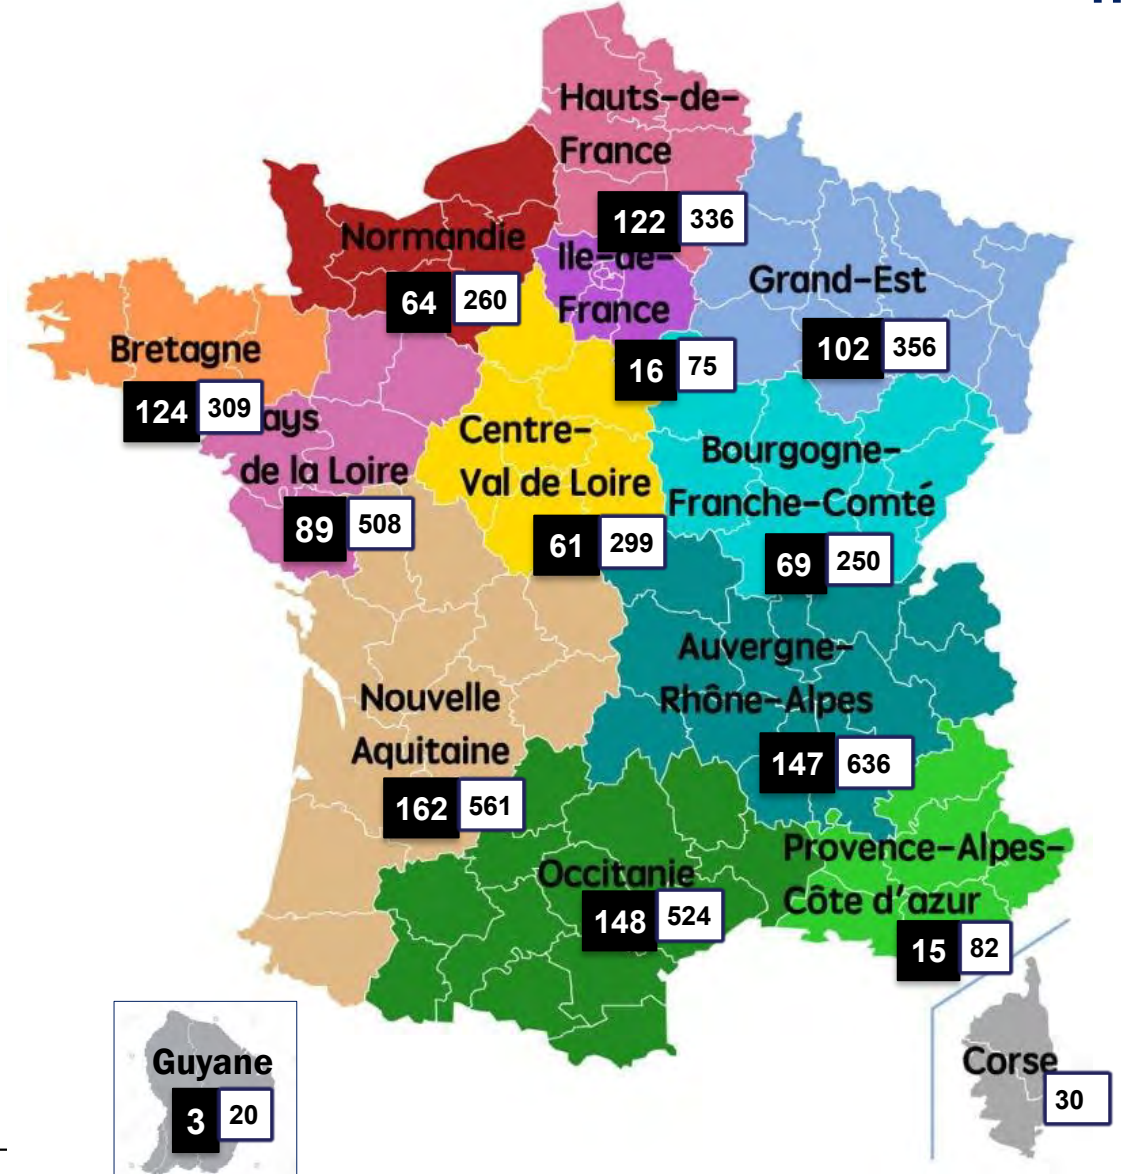 Hauts-de-
France
122 336
Normandie
64 260
Ile-de-
France
16 75
Grand-Est
102 356
Bretagne
124 309
ays
de la Loire
89 508
Centre-
Val de Loire
61 299
Bourgogne-
Franche-Comté
69 250
Auvergne-
Rhône-Alpes
147 636
Nouvelle
Aquitaine
162 561
Occitanie
148 524
Provence-Alpes-
Côte d'azur
15 82
Guyane
3 20
Corse
30